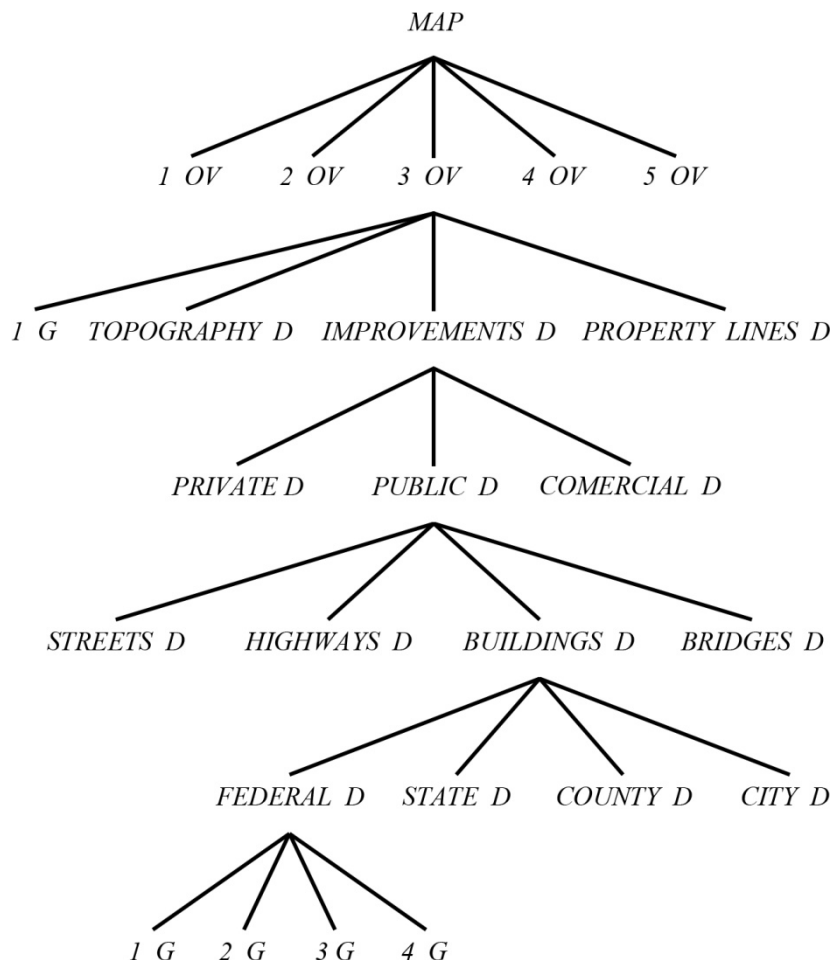 MAP
1 OV 2 OV 3 OV 4 OV 5 OV
1 G TOPOGRAPHY D IMPROVEMENTS D PROPERTY LINES D
PRIVATE D PUBLIC D COMERCIAL D
STREETS D HIGHWAYS D BUILDINGS D BRIDGES D
FEDERAL D STATE D COUNTY D CITY D
1 G 2 G 3 G 4 G